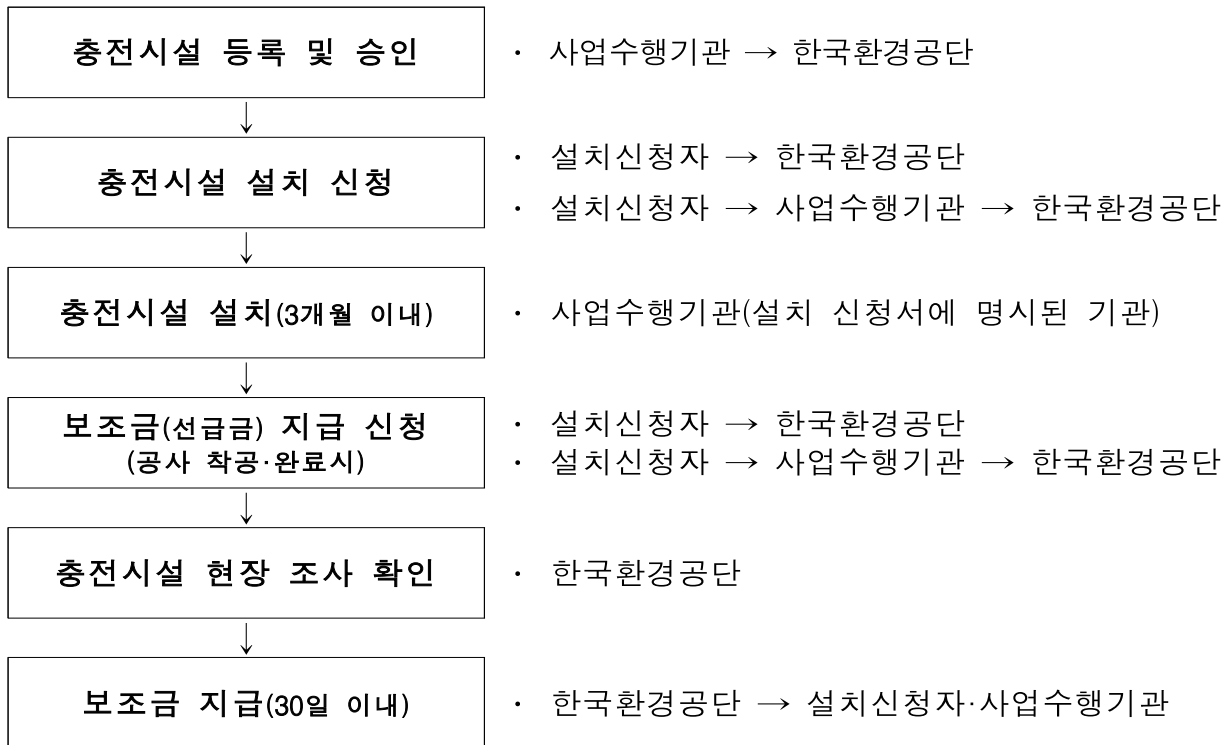 충전시설 등록 및 승인
· 사업수행기관 → 한국환경공단
충전시설 설치 신청
· 설치신청자 → 한국환경공단
· 설치신청자 → 사업수행기관 → 한국환경공단
충전시설 설치(3개월 이내)
· 사업수행기관(설치 신청서에 명시된 기관)
보조금(선급금) 지급 신청
(공사 착공·완료시)
· 설치신청자 → 한국환경공단
· 설치신청자 → 사업수행기관 → 한국환경공단
충전시설 현장 조사 확인
· 한국환경공단
보조금 지급(30일 이내)
· 한국환경공단 → 설치신청자·사업수행기관